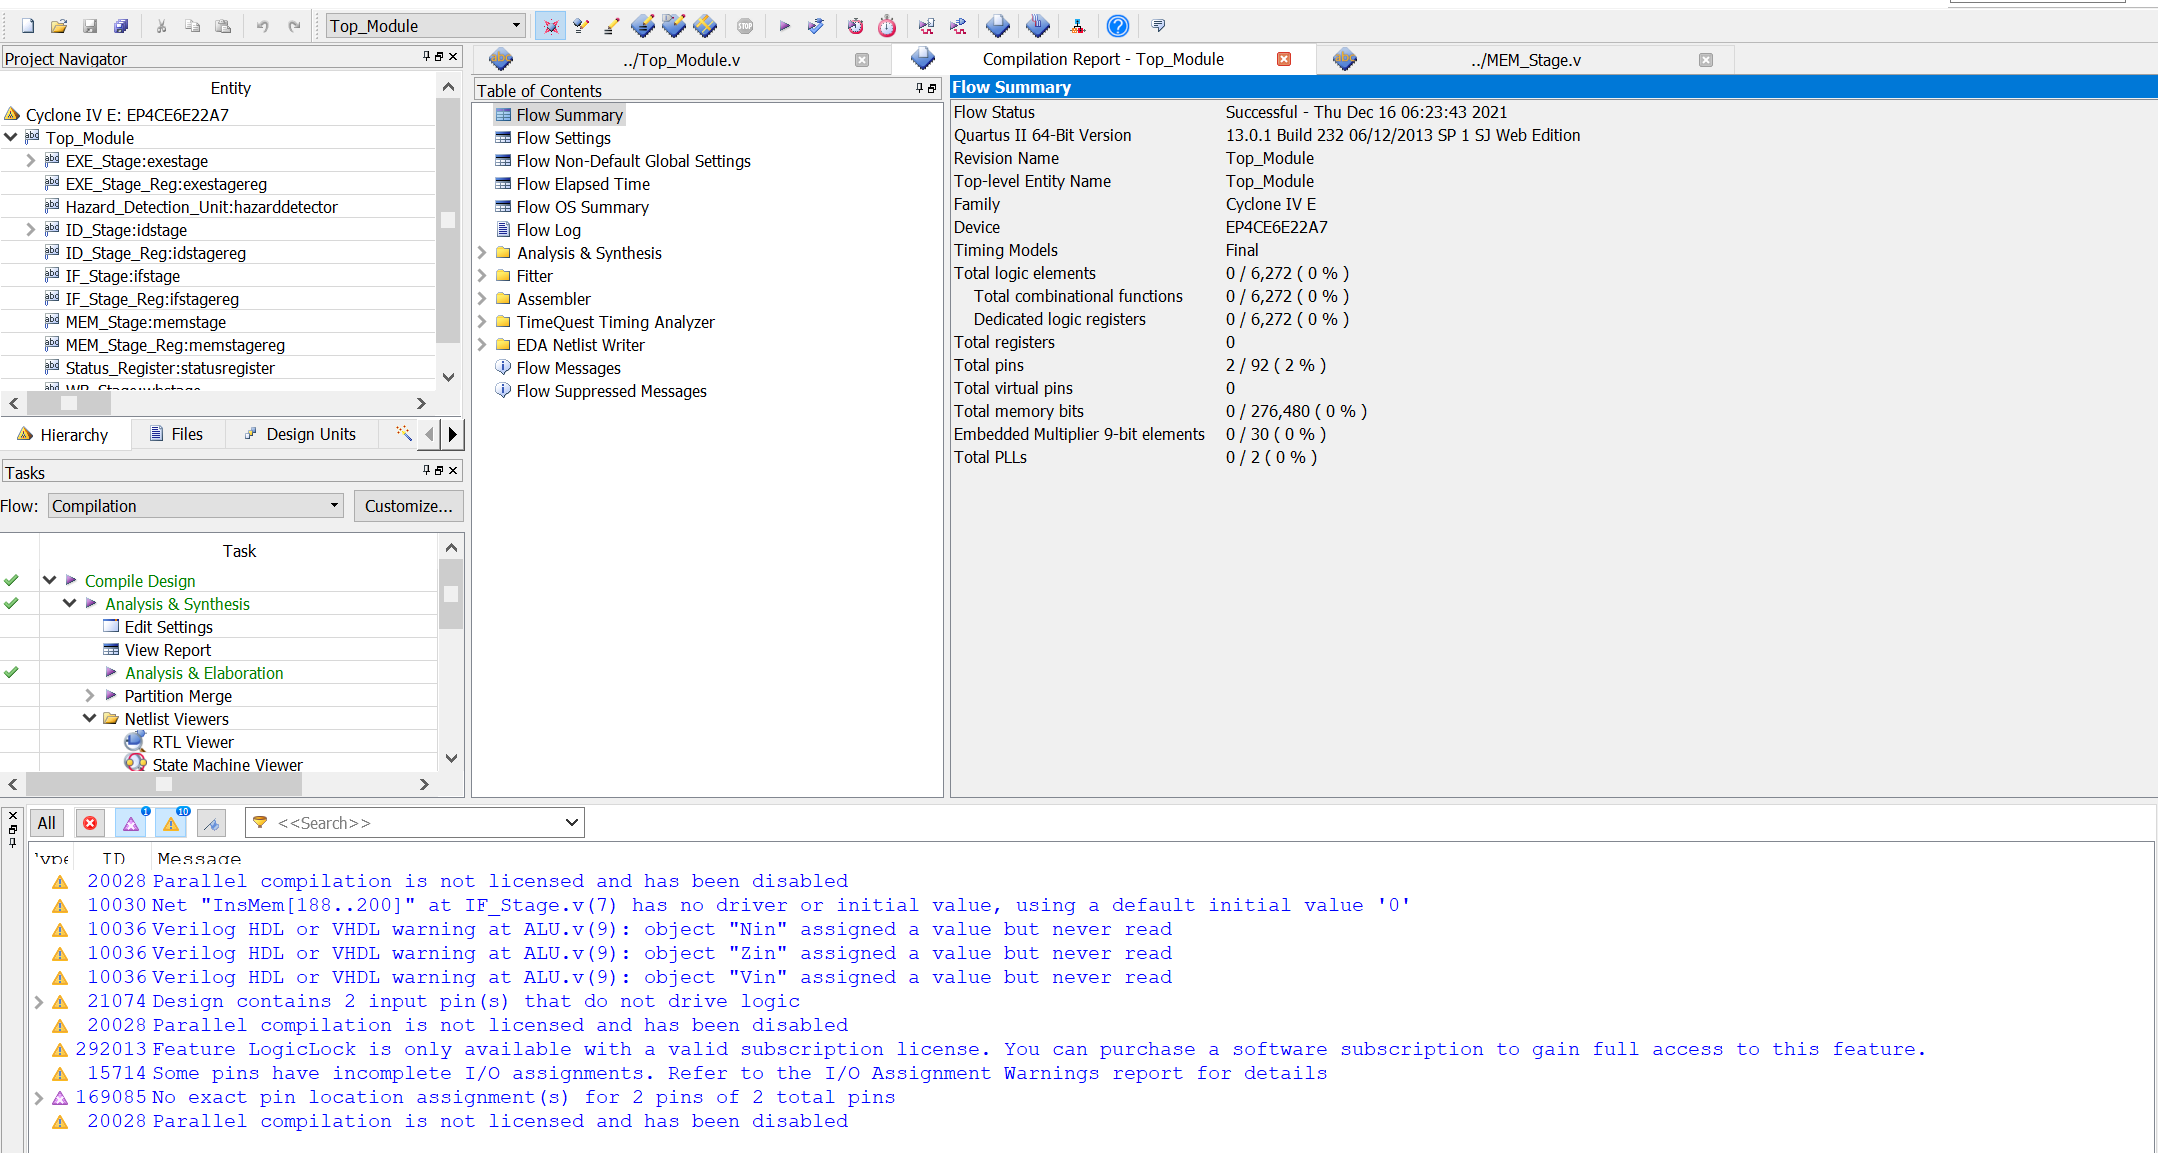 Top_Module
Project Navigator
Entity
Cyclone IV E: EP4CE6E22A7
Top_Module
EXE_Stage:exestage
EXE_Stage_Reg:exestagereg
Hazard_Detection_Unit:hazarddetector
ID_Stage:idstage
ID_Stage_Reg:idstagereg
IF_Stage:ifstage
IF_Stage_Reg:ifstagereg
MEM_Stage:memstage
MEM_Stage_Reg:memstagereg
Status_Register:statusregister
WB_Stage:wbstage
Hierarchy
Files
Design Units
Tasks
Flow:
Compilation
Customize...
Task
Compile Design
Analysis & Synthesis
Edit Settings
View Report
Analysis & Elaboration
Partition Merge
Netlist Viewers
RTL Viewer
State Machine Viewer
../Top_Module.v
Compilation Report - Top_Module
../MEM_Stage.v
Table of Contents
Flow Summary
Flow Settings
Flow Non-Default Global Settings
Flow Elapsed Time
Flow OS Summary
Flow Log
Analysis & Synthesis
Fitter
Assembler
TimeQuest Timing Analyzer
EDA Netlist Writer
Flow Messages
Flow Suppressed Messages
Flow Summary
Flow Status Successful - Thu Dec 16 06:23:43 2021
Quartus II 64-Bit Version 13.0.1 Build 232 06/12/2013 SP 1 SJ Web Edition
Revision Name Top_Module
Top-level Entity Name Top_Module
Family Cyclone IV E
Device EP4CE6E22A7
Timing Models Final
Total logic elements 0 / 6,272 ( 0 % )
Total combinational functions 0 / 6,272 ( 0 % )
Dedicated logic registers 0 / 6,272 ( 0 % )
Total registers 0
Total pins 2 / 92 ( 2 % )
Total virtual pins 0
Total memory bits 0 / 276,480 ( 0 % )
Embedded Multiplier 9-bit elements 0 / 30 ( 0 % )
Total PLLs 0 / 2 ( 0 % )
All
1
10
<<Search>>
Type ID Message
20028 Parallel compilation is not licensed and has been disabled
10030 Net "InsMem[188..200]" at IF_Stage.v(7) has no driver or initial value, using a default initial value '0'
10036 Verilog HDL or VHDL warning at ALU.v(9): object "Nin" assigned a value but never read
10036 Verilog HDL or VHDL warning at ALU.v(9): object "Zin" assigned a value but never read
10036 Verilog HDL or VHDL warning at ALU.v(9): object "Vin" assigned a value but never read
21074 Design contains 2 input pin(s) that do not drive logic
20028 Parallel compilation is not licensed and has been disabled
292013 Feature LogicLock is only available with a valid subscription license. You can purchase a software subscription to gain full access to this feature.
15714 Some pins have incomplete I/O assignments. Refer to the I/O Assignment Warnings report for details
169085 No exact pin location assignment(s) for 2 pins of 2 total pins
20028 Parallel compilation is not licensed and has been disabled